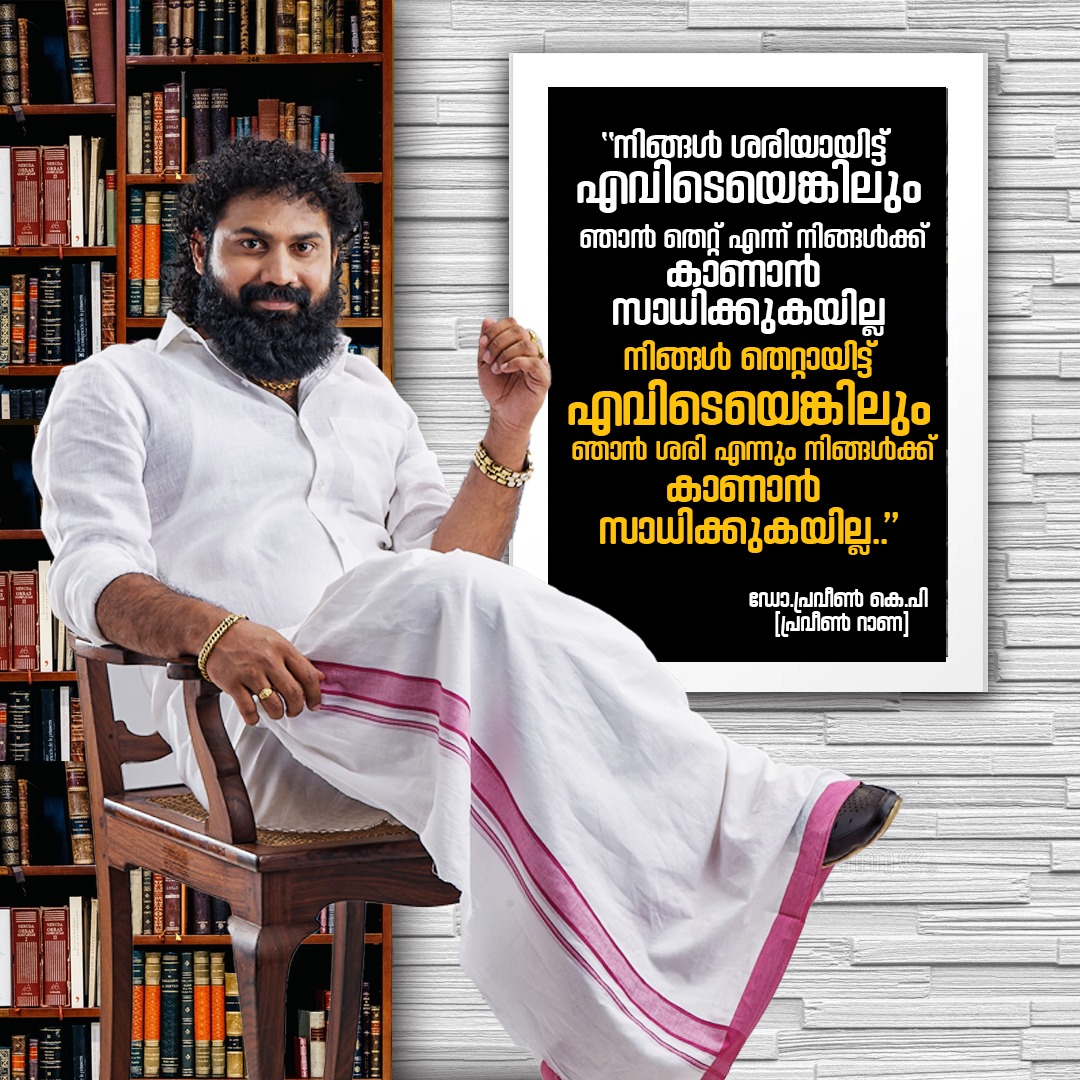 “നിങ്ങൾ ശരിയായിട്ട്
എവിടെയെങ്കിലും
ഞാൻ തെറ്റ് എന്ന് നിങ്ങൾക്ക്
കാണാൻ
സാധിക്കുകയില്ല
നിങ്ങൾ തെറ്റായിട്ട്
എവിടെയെങ്കിലും
ഞാൻ ശരി എന്നും നിങ്ങൾക്ക്
കാണാൻ
സാധിക്കുകയില്ല..”
ഡോ.പ്രവീൺ കെ.പി
[പ്രവീൺ റാണ]